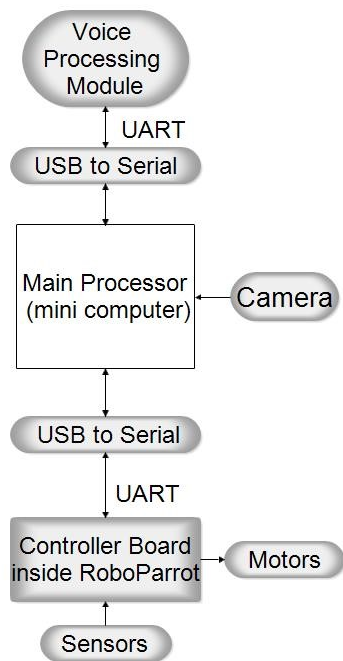 Voice
Processing
Module
UART
USB to Serial
Main Processor
(mini computer)
Camera
USB to Serial
UART
Controller Board
inside RoboParrot
Motors
Sensors